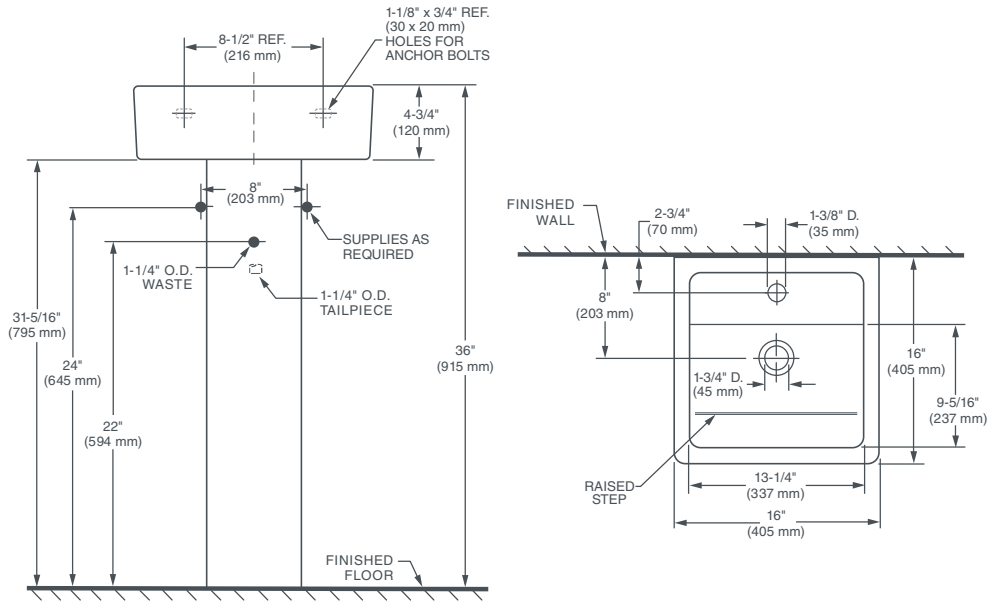 1-1/8" x 3/4" REF.
(30 x 20 mm)
HOLES FOR
ANCHOR BOLTS
8-1/2" REF.
(216 mm)
4-3/4"
(120 mm)
8"
(203 mm)
SUPPLIES AS
REQUIRED
1-1/4" O.D.
WASTE
1-1/4" O.D.
TAILPIECE
31-5/16"
(795 mm)
24"
(645 mm)
22"
(594 mm)
36"
(915 mm)
FINISHED
FLOOR
FINISHED
WALL
2-3/4"
(70 mm)
1-3/8" D.
(35 mm)
8"
(203 mm)
1-3/4" D.
(45 mm)
16"
(405 mm)
9-5/16"
(237 mm)
RAISED
STEP
13-1/4"
(337 mm)
16"
(405 mm)